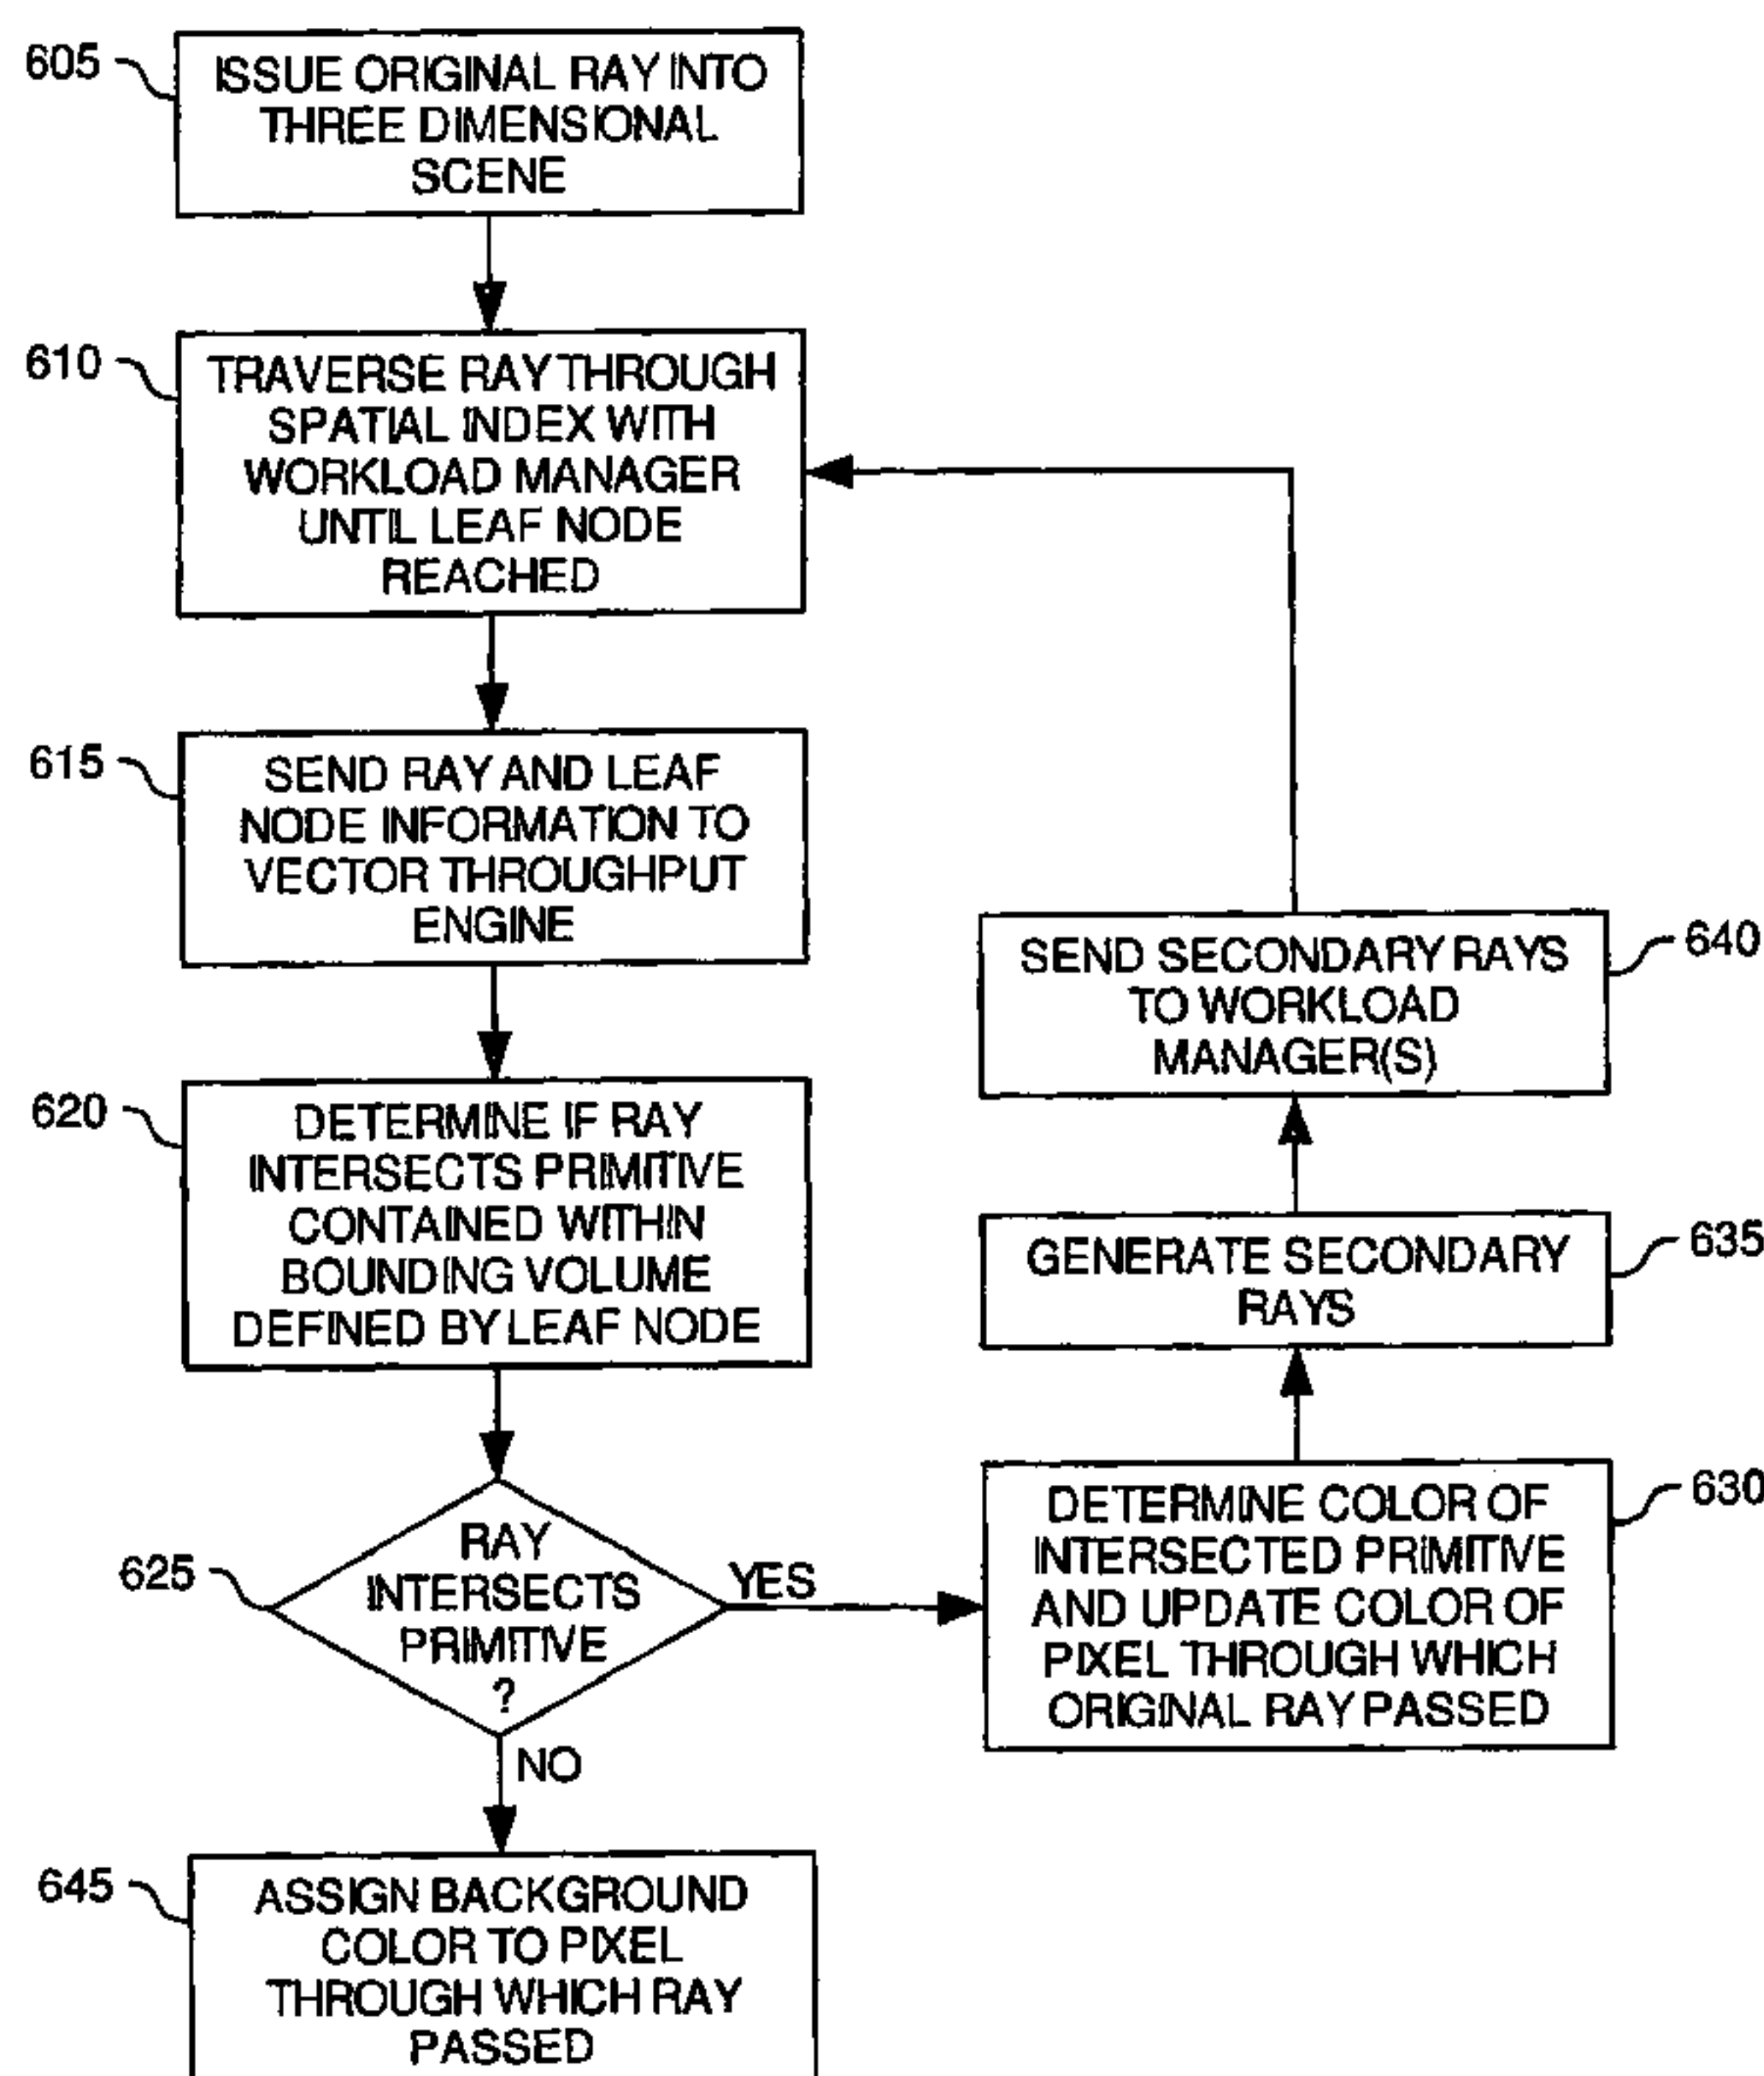 605
ISSUE ORIGINAL RAY INTO
THREE DIMENSIONAL
SCENE
610
TRAVERSE RAY THROUGH
SPATIAL INDEX WITH
WORKLOAD MANAGER
UNTIL LEAF NODE
REACHED
615
SEND RAY AND LEAF
NODE INFORMATION TO
VECTOR THROUGHPUT
ENGINE
620
DETERMINE IF RAY
INTERSECTS PRIMITIVE
CONTAINED WITHIN
BOUNDING VOLUME
DEFINED BY LEAF NODE
625
RAY
INTERSECTS
PRIMITIVE
?
YES
NO
630
DETERMINE COLOR OF
INTERSECTED PRIMITIVE
AND UPDATE COLOR OF
PIXEL THROUGH WHICH
ORIGINAL RAY PASSED
635
GENERATE SECONDARY
RAYS
640
SEND SECONDARY RAYS
TO WORKLOAD
MANAGER(S)
645
ASSIGN BACKGROUND
COLOR TO PIXEL
THROUGH WHICH RAY
PASSED